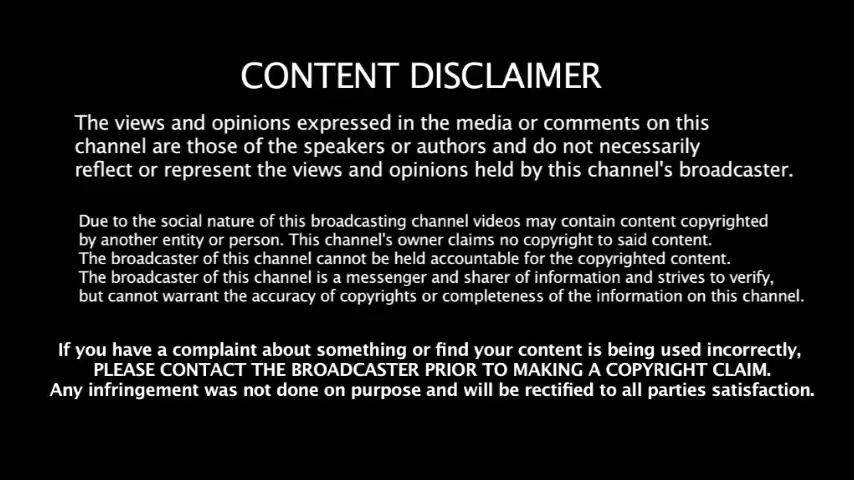 CONTENT DISCLAIMER
The views and opinions expressed in the media or comments on this
channel are those of the speakers or authors and do not necessarily
reflect or represent the views and opinions held by this channel's broadcaster.
Due to the social nature of this broadcasting channel videos may contain content copyrighted
by another entity or person. This channel's owner claims no copyright to said content.
The broadcaster of this channel cannot be held accountable for the copyrighted content.
The broadcaster of this channel is a messenger and sharer of information and strives to verify,
but cannot warrant the accuracy of copyrights or completeness of the information on this channel.
If you have a complaint about something or find your content is being used incorrectly,
PLEASE CONTACT THE BROADCASTER PRIOR TO MAKING A COPYRIGHT CLAIM.
Any infringement was not done on purpose and will be rectified to all parties satisfaction.